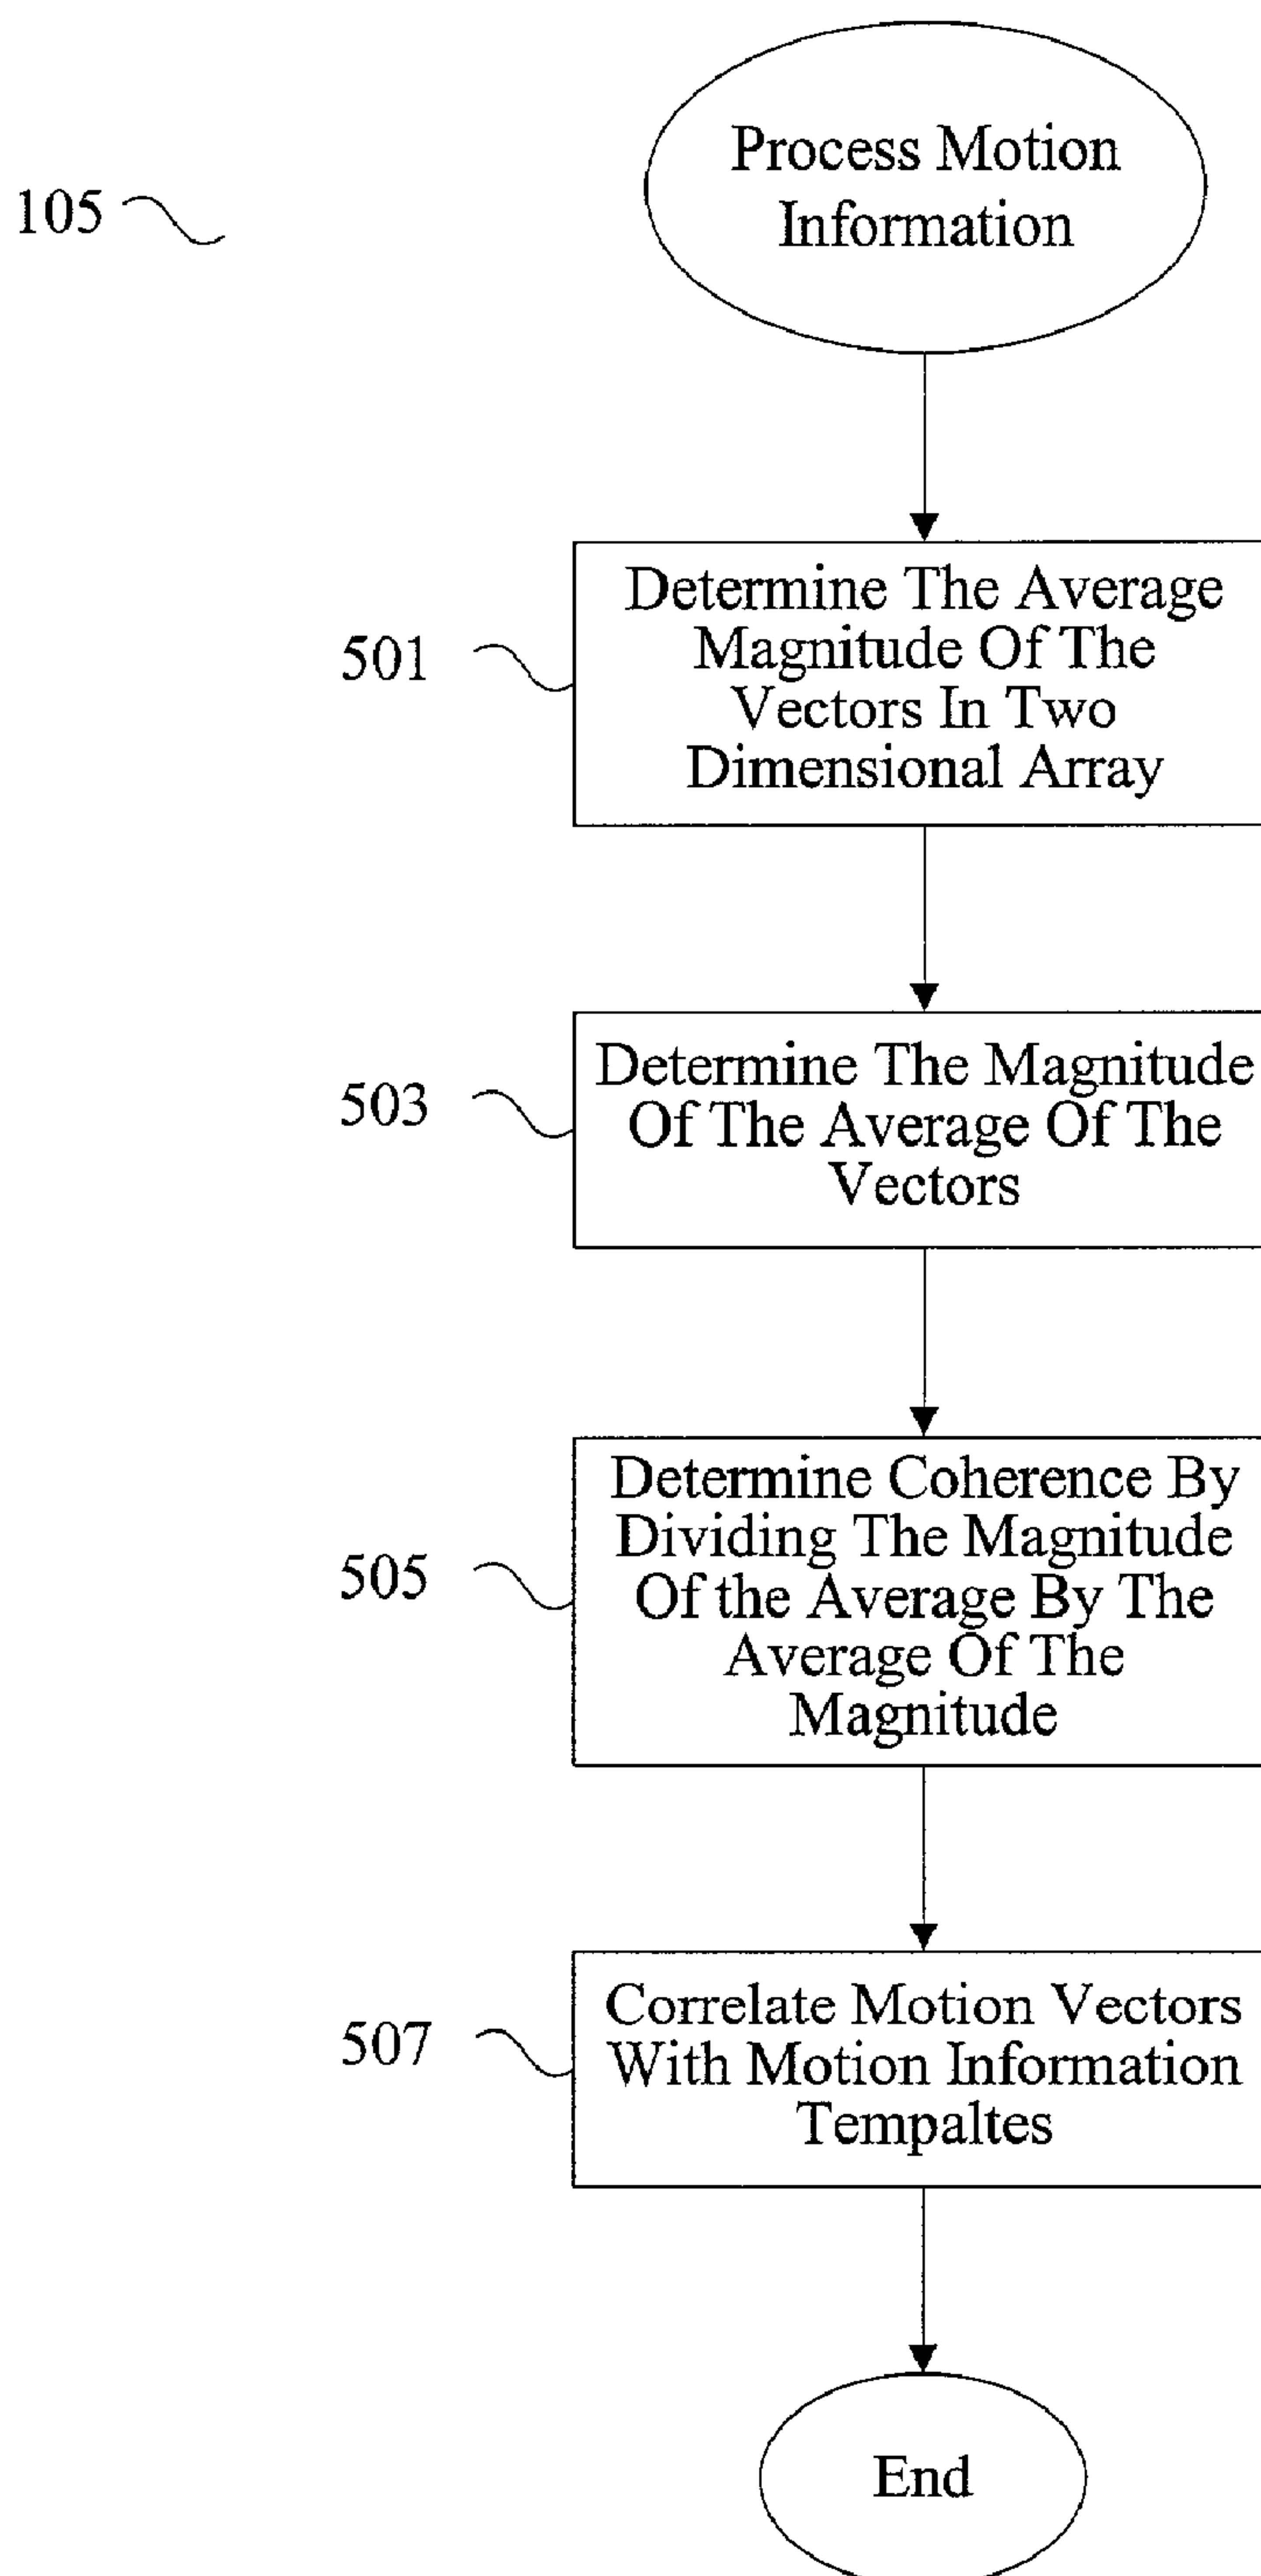 Process Motion
Information
105
Determine The Average
Magnitude Of The
Vectors In Two
Dimensional Array
501
Determine The Magnitude
Of The Average Of The
Vectors
503
Determine Coherence By
Dividing The Magnitude
Of the Average By The
Average Of The
Magnitude
505
Correlate Motion Vectors
With Motion Information
Tempaltes
507
End